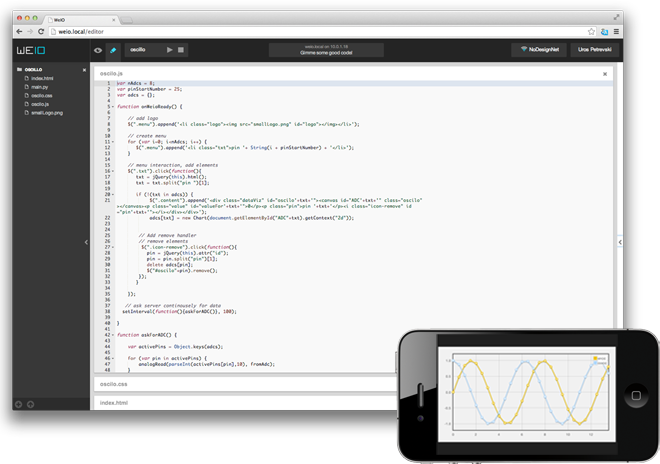 WeIO
weio.local/editor
WEIO
oscilo
weio.local on 10.0.1.16
Gimme some good code!
NoDesignNet
Uros Petrevski
OSCILO
index.html
main.py
oscilo.css
oscilo.js
smallLogo.png
oscilo.js
1 var nAdcs = 8;
2 var pinStartNumber = 25;
3 var adcs = {};
4
5 function onWeioReady() {
6
7 // add logo
8 $(".menu").append('<li class="logo"><img src="smallLogo.png" id="logo"></img></li>');
9
10 // create menu
11 for (var i=0; i<nAdcs; i++) {
12 $(".menu").append('<li class="text">pin '+ String(i + pinStartNumber) + '</li>');
13 }
14
15 // menu interaction, add elements
16 $(".text").click(function(){
17 txt = jQuery(this).html();
18 txt = txt.split("pin ")[1];
19
20 if (!(txt in adcs)) {
21 $(".content").append('<div class="dataViz" id="oscilo'+txt+'"><canvas id="ADC'+txt+'" class="oscilo
"></canvas><p class="value" id="valueFor'+txt+'">0</p><p class="pin">pin '+txt+'</p><i class="icon-remove" id
="pin'+txt+'"></i></div></div>');
22 adcs[txt] = new Chart(document.getElementById("ADC"+txt).getContext("2d"));
23
24
25 // Add remove handler
26 // remove elements
27 $(".icon-remove").click(function(){
28 pin = jQuery(this).attr("id");
29 pin = pin.split("pin")[1];
30 delete adcs[pin];
31 $("#oscilo"+pin).remove();
32 });
33 }
34
35 });
36
37 // ask server continously for data
38 setInterval(function(){askForADC()}, 100);
39
40 }
41
42 function askForADC() {
43
44 var activePins = Object.keys(adcs);
45
46 for (var pin in activePins) {
47 analogRead(parseInt(activePins[pin],10), fromAdc);
48 }
oscilo.css
index.html
0 2 4 6 8 10 12